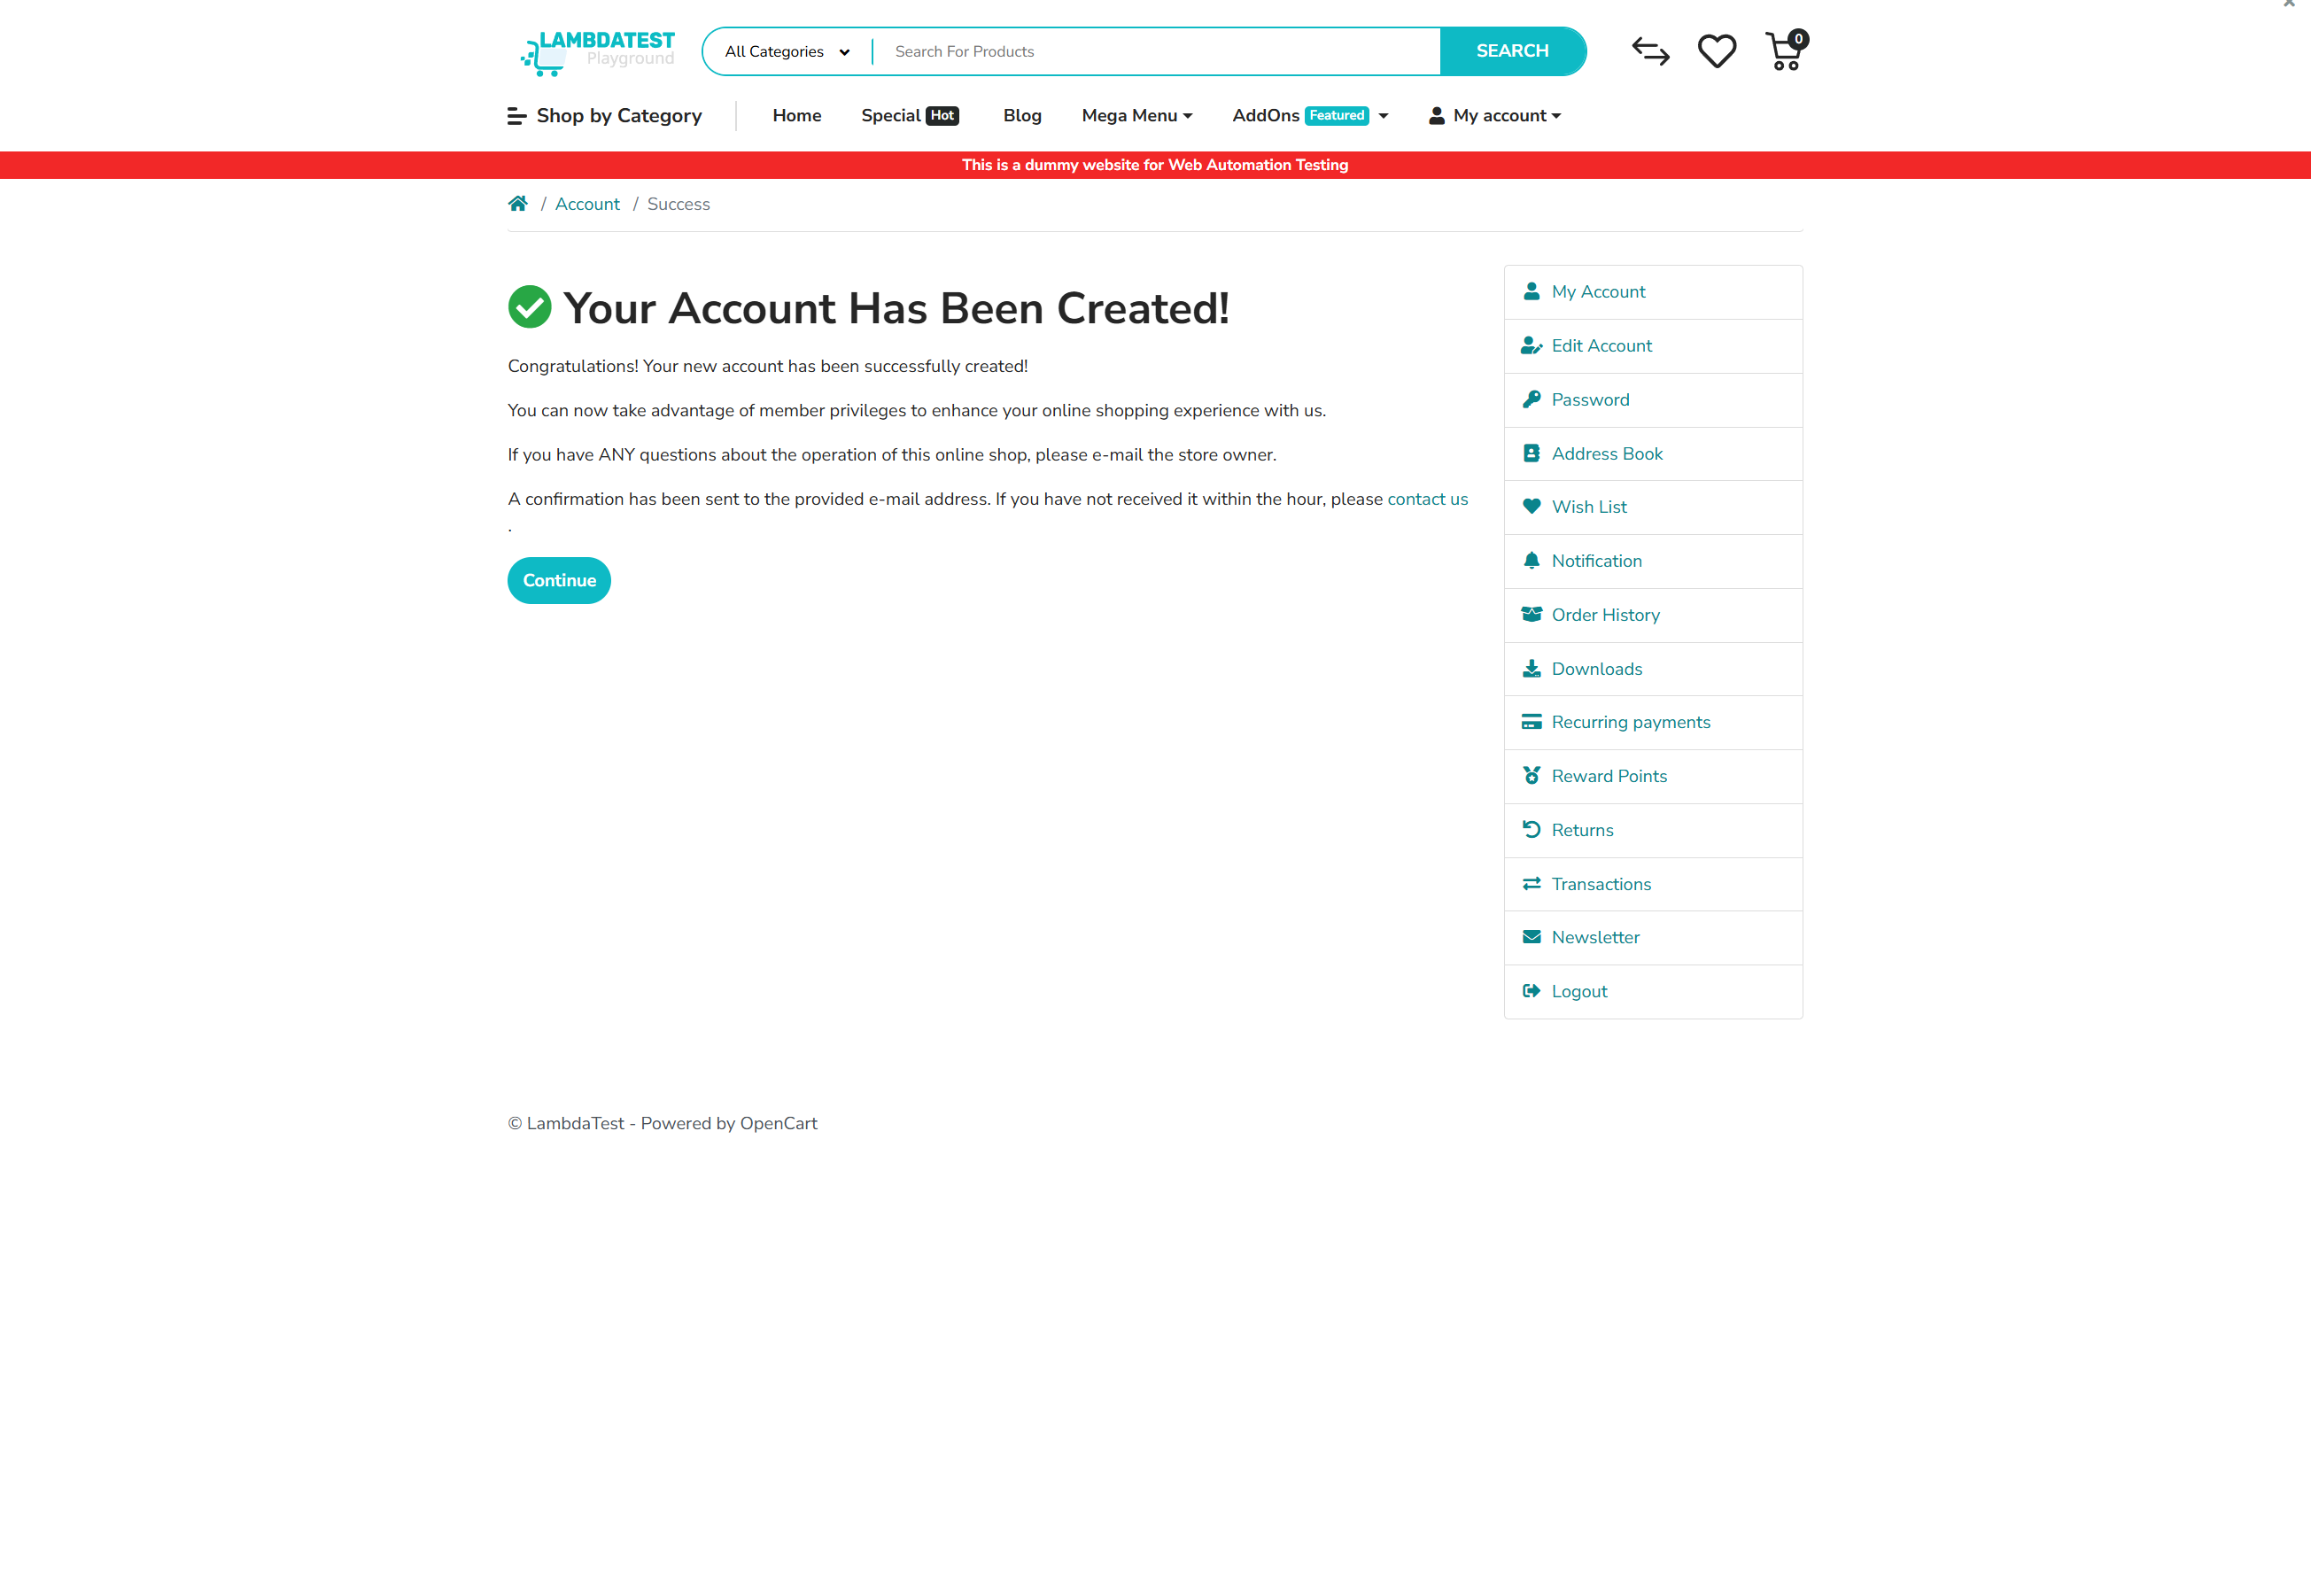 LAMBDATEST
Playground
All Categories
Search For Products
SEARCH
0
Shop by Category
Home
Special Hot
Blog
Mega Menu
AddOns Featured
My account
This is a dummy website for Web Automation Testing
/ Account / Success
Your Account Has Been Created!
Congratulations! Your new account has been successfully created!
You can now take advantage of member privileges to enhance your online shopping experience with us.
If you have ANY questions about the operation of this online shop, please e-mail the store owner.
A confirmation has been sent to the provided e-mail address. If you have not received it within the hour, please contact us
.
Continue
My Account
Edit Account
Password
Address Book
Wish List
Notification
Order History
Downloads
Recurring payments
Reward Points
Returns
Transactions
Newsletter
Logout
© LambdaTest - Powered by OpenCart